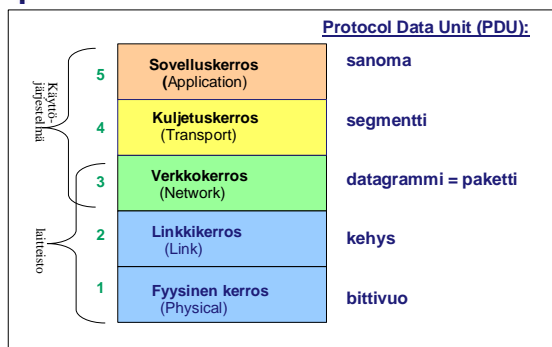 Protocol Data Unit (PDU):
5
Sovelluskerros
(Application)
sanoma
4
Kuljetuskerros
(Transport)
segmentti
3
Verkkokerros
(Network)
datagrammi = paketti
2
Linkkikerros
(Link)
kehys
1
Fyysinen kerros
(Physical)
bittivuo
Käyttö-
järjestelmä
laitteisto